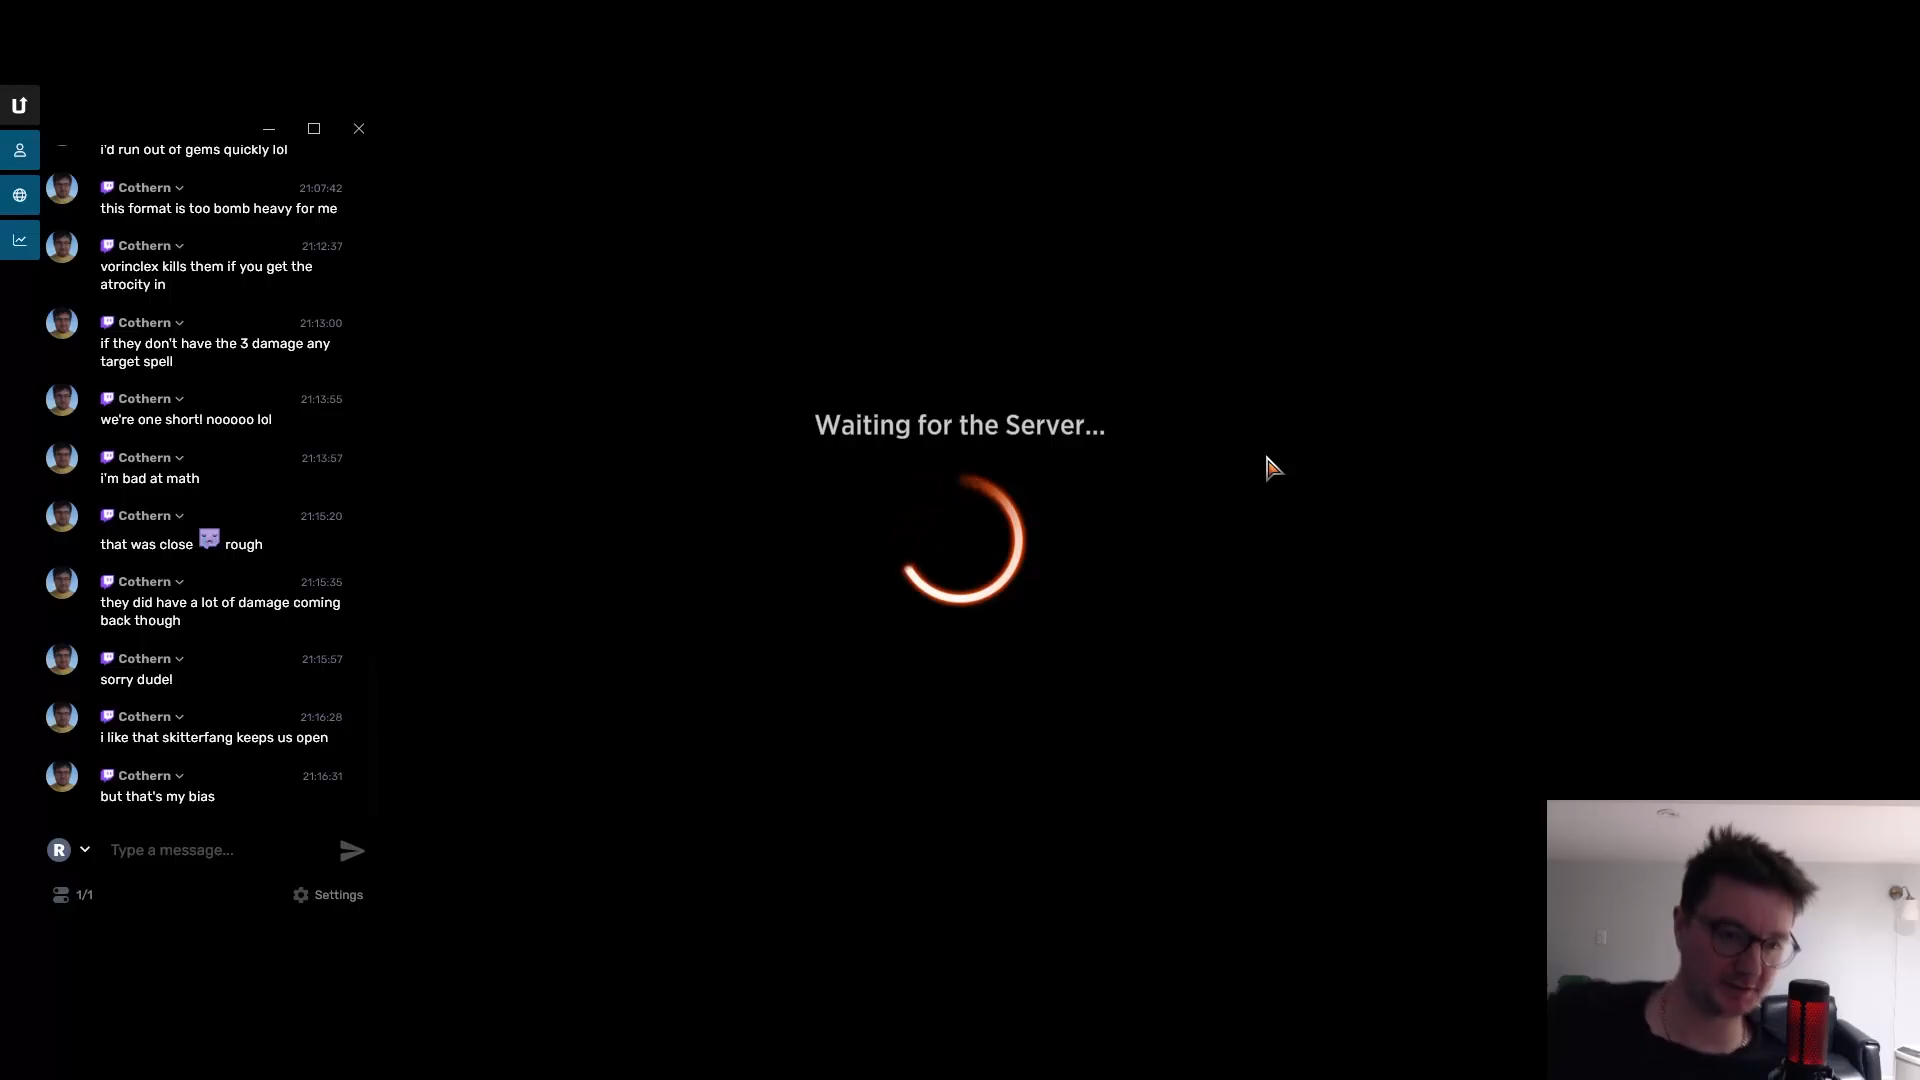 i'd run out of gems quickly lol
Cothern 21:07:42
this format is too bomb heavy for me
Cothern 21:12:37
vorinclex kills them if you get the
atrocity in
Cothern 21:13:00
if they don't have the 3 damage any
target spell
Cothern 21:13:55
we're one short! nooooo lol
Cothern 21:13:57
i'm bad at math
Cothern 21:15:20
that was close rough
Cothern 21:15:35
they did have a lot of damage coming
back though
Cothern 21:15:57
sorry dude!
Cothern 21:16:28
i like that skitterfang keeps us open
Cothern 21:16:31
but that's my bias
R Type a message...
1/1 Settings
Waiting for the Server...